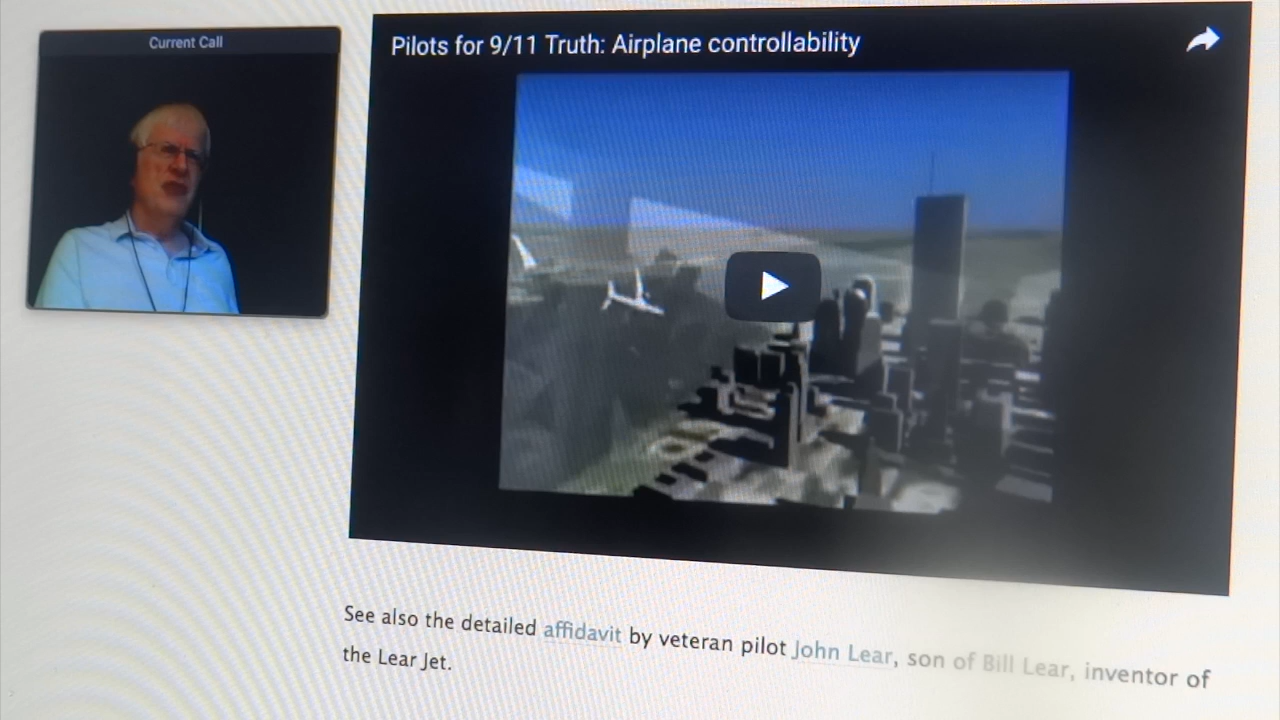 Current Call
Pilots for 9/11 Truth: Airplane controllability
See also the detailed affidavit by veteran pilot John Lear, son of Bill Lear, inventor of
the Lear Jet.